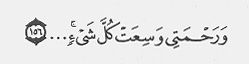 وَرَحْمَتِى وَسِعَتْ كُلَّ شَىْءٍۚ ... ١٥٦